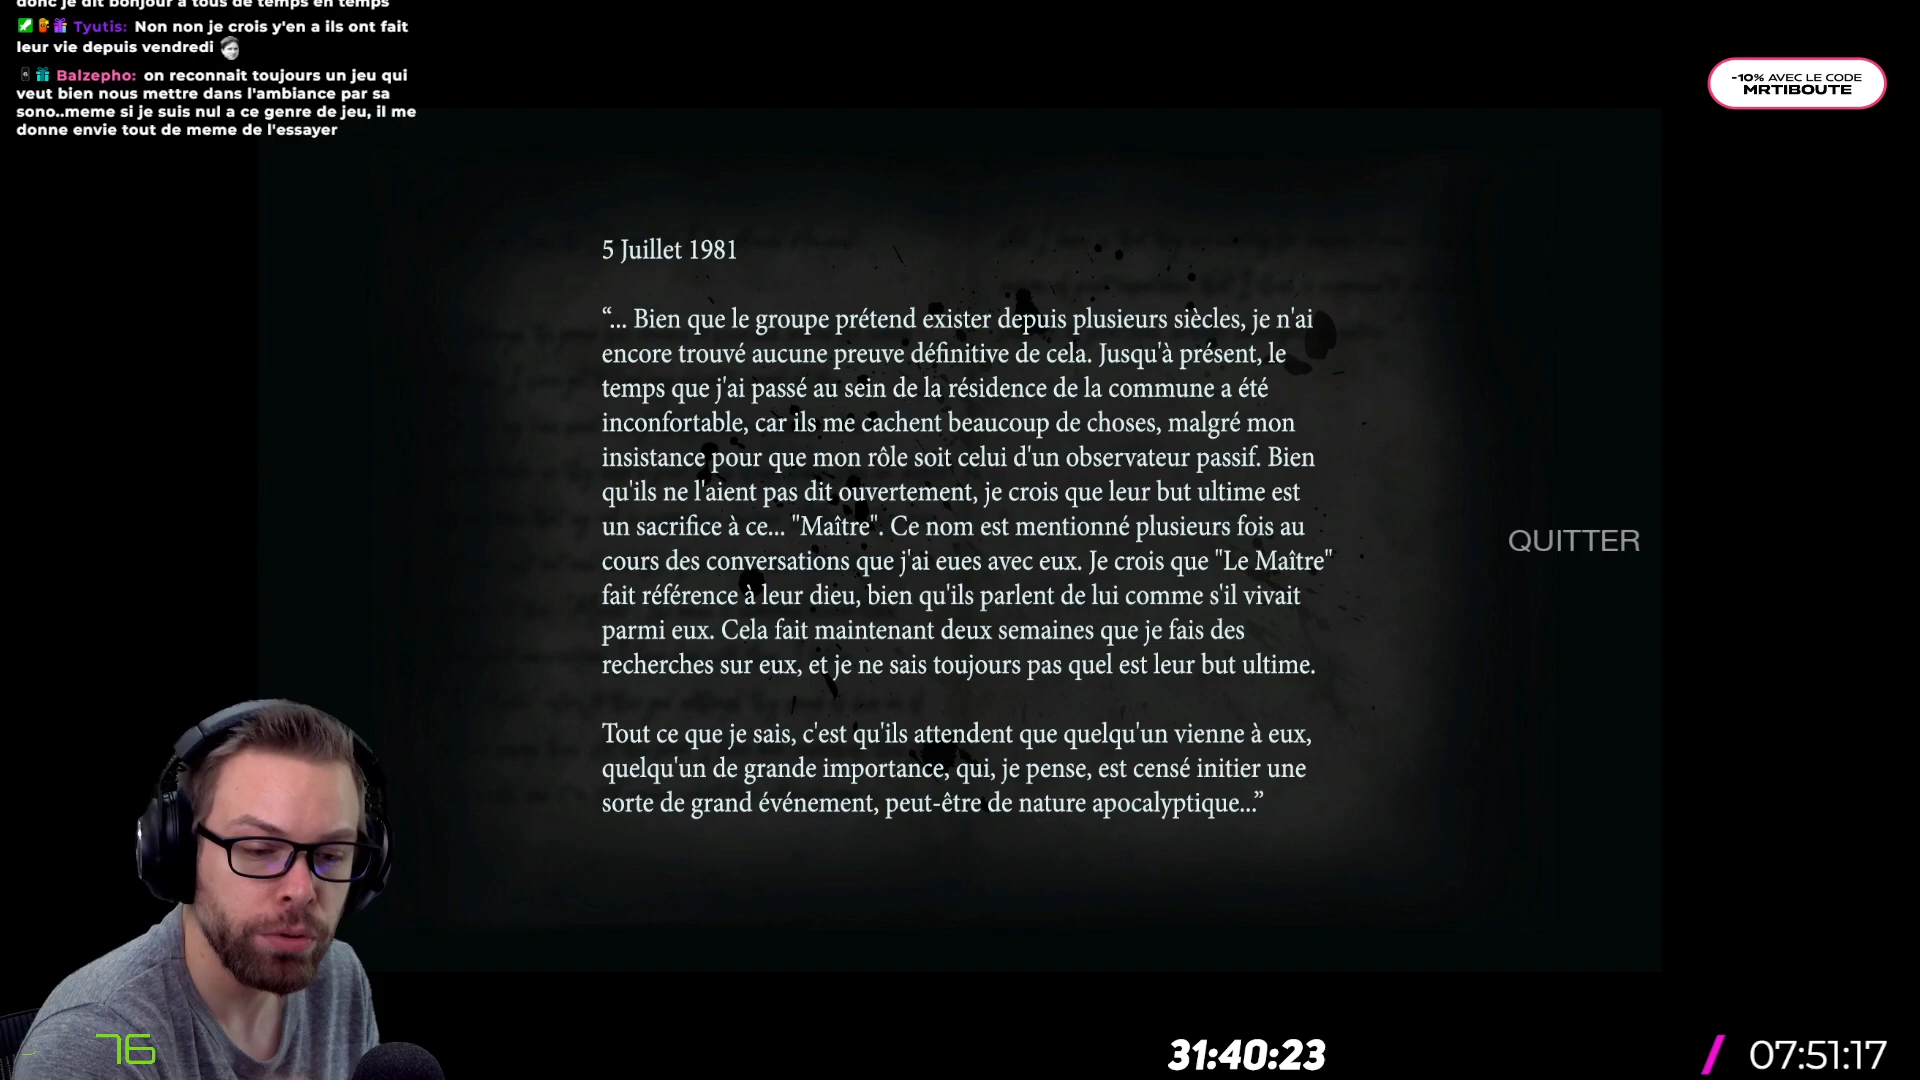 donc je dit bonjour à tous de temps en temps
Tyutis: Non non je crois y'en a ils ont fait
leur vie depuis vendredi
Balzepho: on reconnait toujours un jeu qui
veut bien nous mettre dans l'ambiance par sa
sono..meme si je suis nul a ce genre de jeu, il me
donne envie tout de meme de l'essayer
-10% AVEC LE CODE
MRTIBOUTE
5 Juillet 1981
“... Bien que le groupe prétend exister depuis plusieurs siècles, je n'ai
encore trouvé aucune preuve définitive de cela. Jusqu'à présent, le
temps que j'ai passé au sein de la résidence de la commune a été
inconfortable, car ils me cachent beaucoup de choses, malgré mon
insistance pour que mon rôle soit celui d'un observateur passif. Bien
qu'ils ne l'aient pas dit ouvertement, je crois que leur but ultime est
un sacrifice à ce... "Maître". Ce nom est mentionné plusieurs fois au
cours des conversations que j'ai eues avec eux. Je crois que "Le Maître"
fait référence à leur dieu, bien qu'ils parlent de lui comme s'il vivait
parmi eux. Cela fait maintenant deux semaines que je fais des
recherches sur eux, et je ne sais toujours pas quel est leur but ultime.
Tout ce que je sais, c'est qu'ils attendent que quelqu'un vienne à eux,
quelqu'un de grande importance, qui, je pense, est censé initier une
sorte de grand événement, peut-être de nature apocalyptique...”
QUITTER
76
31:40:23
07:51:17